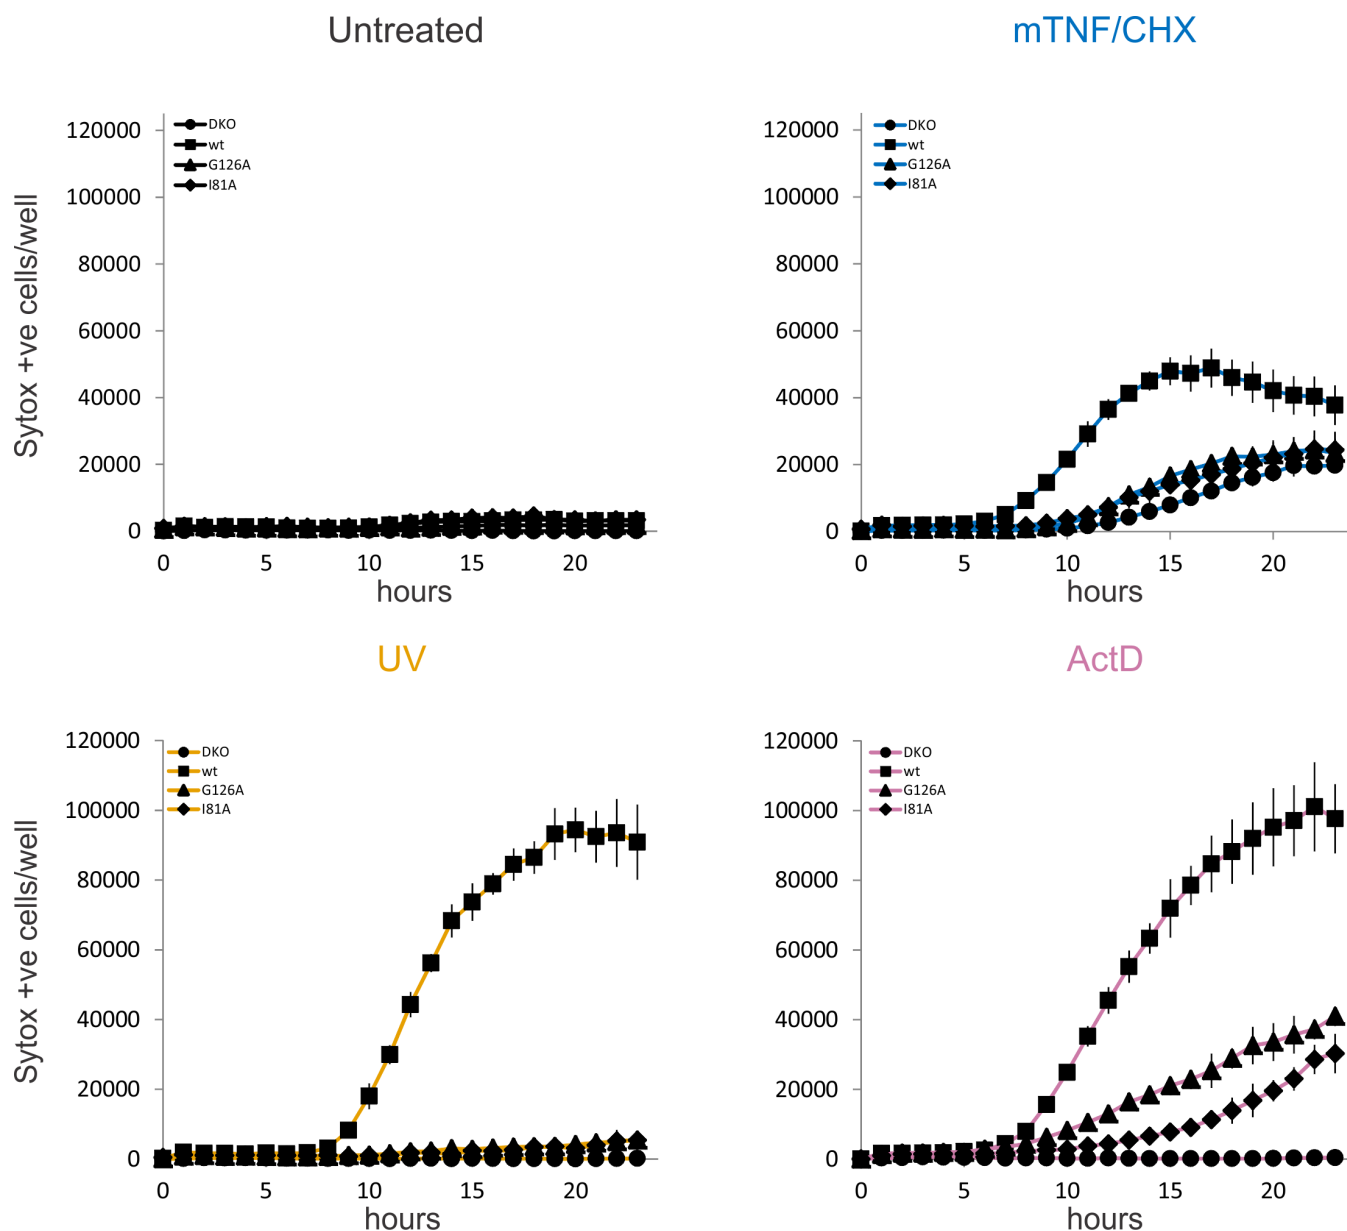 Untreated
Sytox +ve cells/well
120000
100000
80000
60000
40000
20000
0
DKO
wt
G126A
I81A
0 5 10 15 20
hours
mTNF/CHX
120000
100000
80000
60000
40000
20000
0
DKO
wt
G126A
I81A
0 5 10 15 20
hours
UV
Sytox +ve cells/well
120000
100000
80000
60000
40000
20000
0
DKO
wt
G126A
I81A
0 5 10 15 20
hours
ActD
120000
100000
80000
60000
40000
20000
0
DKO
wt
G126A
I81A
0 5 10 15 20
hours